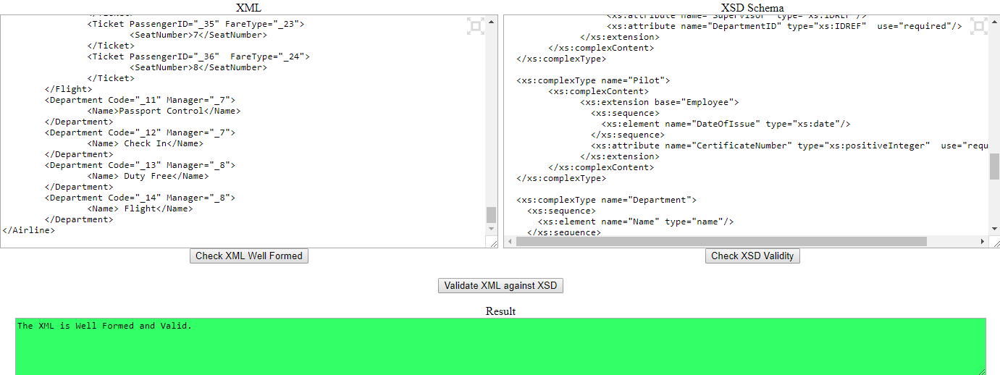 XML
</Ticket>
<Ticket PassengerID="_35" FareType="_23">
<SeatNumber>7</SeatNumber>
</Ticket>
<Ticket PassengerID="_36"  FareType="_24">
<SeatNumber>8</SeatNumber>
</Ticket>
</Flight>
<Department Code="_11" Manager="_7">
<Name>Passport Control</Name>
</Department>
<Department Code="_12" Manager="_7">
<Name> Check In</Name>
</Department>
<Department Code="_13" Manager="_8">
<Name> Duty Free</Name>
</Department>
<Department Code="_14" Manager="_8">
<Name> Flight</Name>
</Department>
</Airline>
Check XML Well Formed
XSD Schema
<xs:attribute name="Supervisor" type="xs:IDREF"/>
<xs:attribute name="DepartmentID" type="xs:IDREF"  use="required"/>
</xs:extension>
</xs:complexContent>
</xs:complexType>
<xs:complexType name="Pilot">
<xs:complexContent>
<xs:extension base="Employee">
<xs:sequence>
<xs:element name="DateOfIssue" type="xs:date"/>
</xs:sequence>
<xs:attribute name="CertificateNumber" type="xs:positiveInteger"  use="requ
</xs:extension>
</xs:complexContent>
</xs:complexType>
<xs:complexType name="Department">
<xs:sequence>
<xs:element name="Name" type="name"/>
</xs:sequence>
Check XSD Validity
Validate XML against XSD
Result
The XML is Well Formed and Valid.